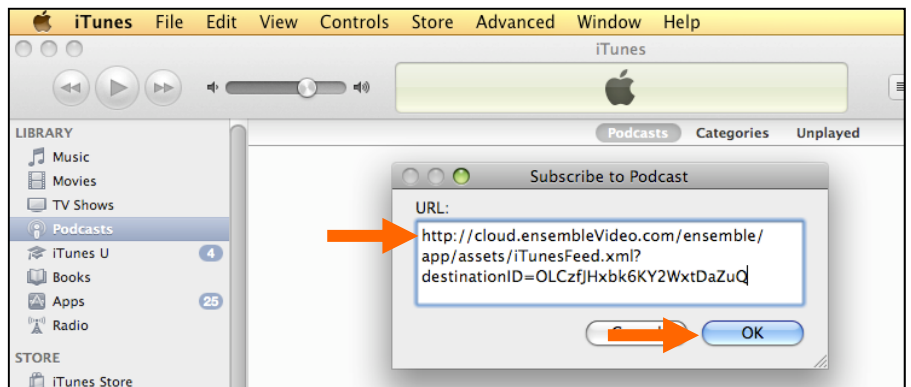 iTunes File Edit View Controls Store Advanced Window Help
iTunes
LIBRARY
Podcasts Categories Unplayed
Music
Movies
TV Shows
Podcasts
iTunes U 4
Books
Apps 25
Radio
STORE
iTunes Store
Subscribe to Podcast
URL:
http://cloud.ensembleVideo.com/ensemble/
app/assets/iTunesFeed.xml?
destinationID=OLCzfJHxbk6KY2WxtDaZuQ
OK